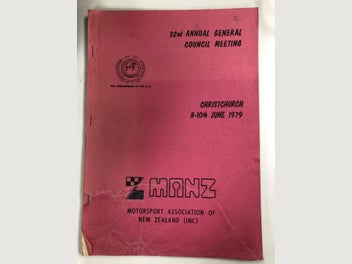 32nd ANNUAL GENERAL
COUNCIL MEETING
CHRISTCHURCH
8-10th JUNE 1979
MANZ
MOTORSPORT ASSOCIATION OF
NEW ZEALAND (INC)